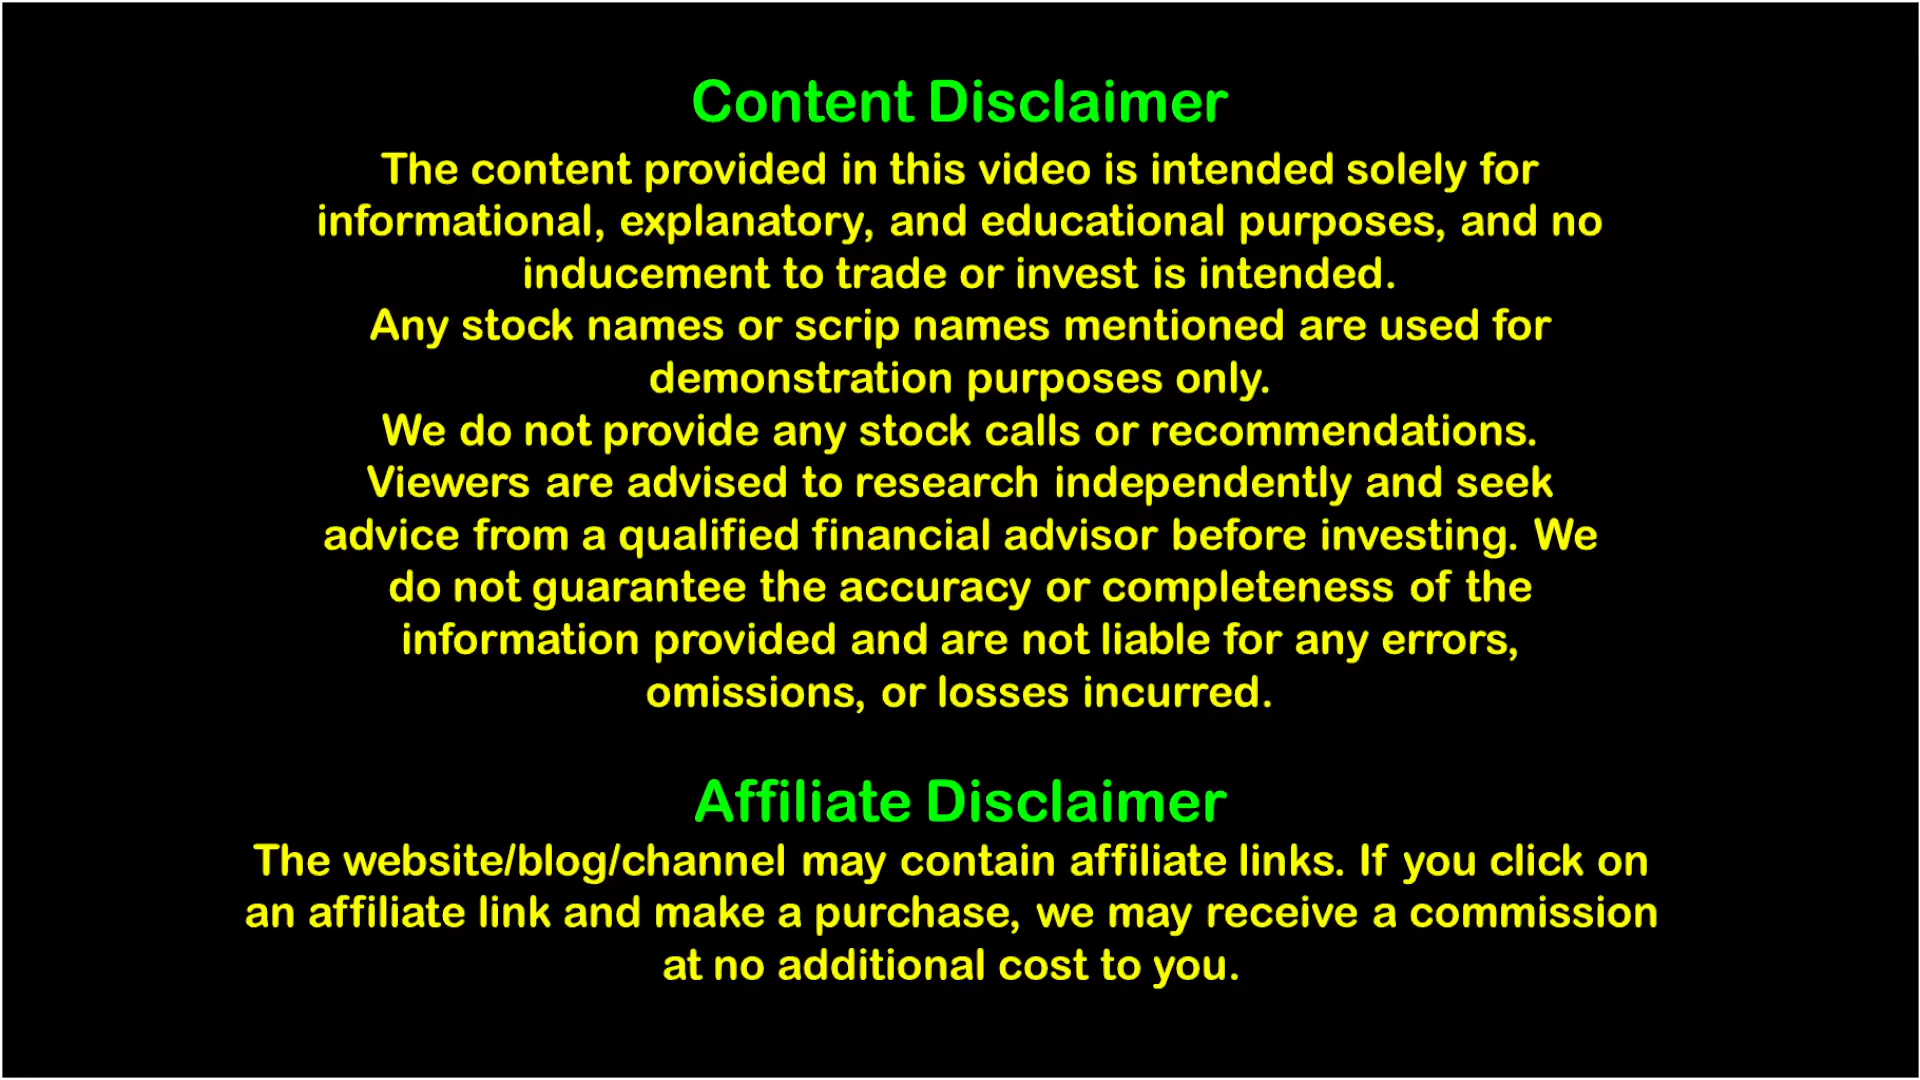 Content Disclaimer
The content provided in this video is intended solely for
informational, explanatory, and educational purposes, and no
inducement to trade or invest is intended.
Any stock names or scrip names mentioned are used for
demonstration purposes only.
We do not provide any stock calls or recommendations.
Viewers are advised to research independently and seek
advice from a qualified financial advisor before investing. We
do not guarantee the accuracy or completeness of the
information provided and are not liable for any errors,
omissions, or losses incurred.
Affiliate Disclaimer
The website/blog/channel may contain affiliate links. If you click on
an affiliate link and make a purchase, we may receive a commission
at no additional cost to you.